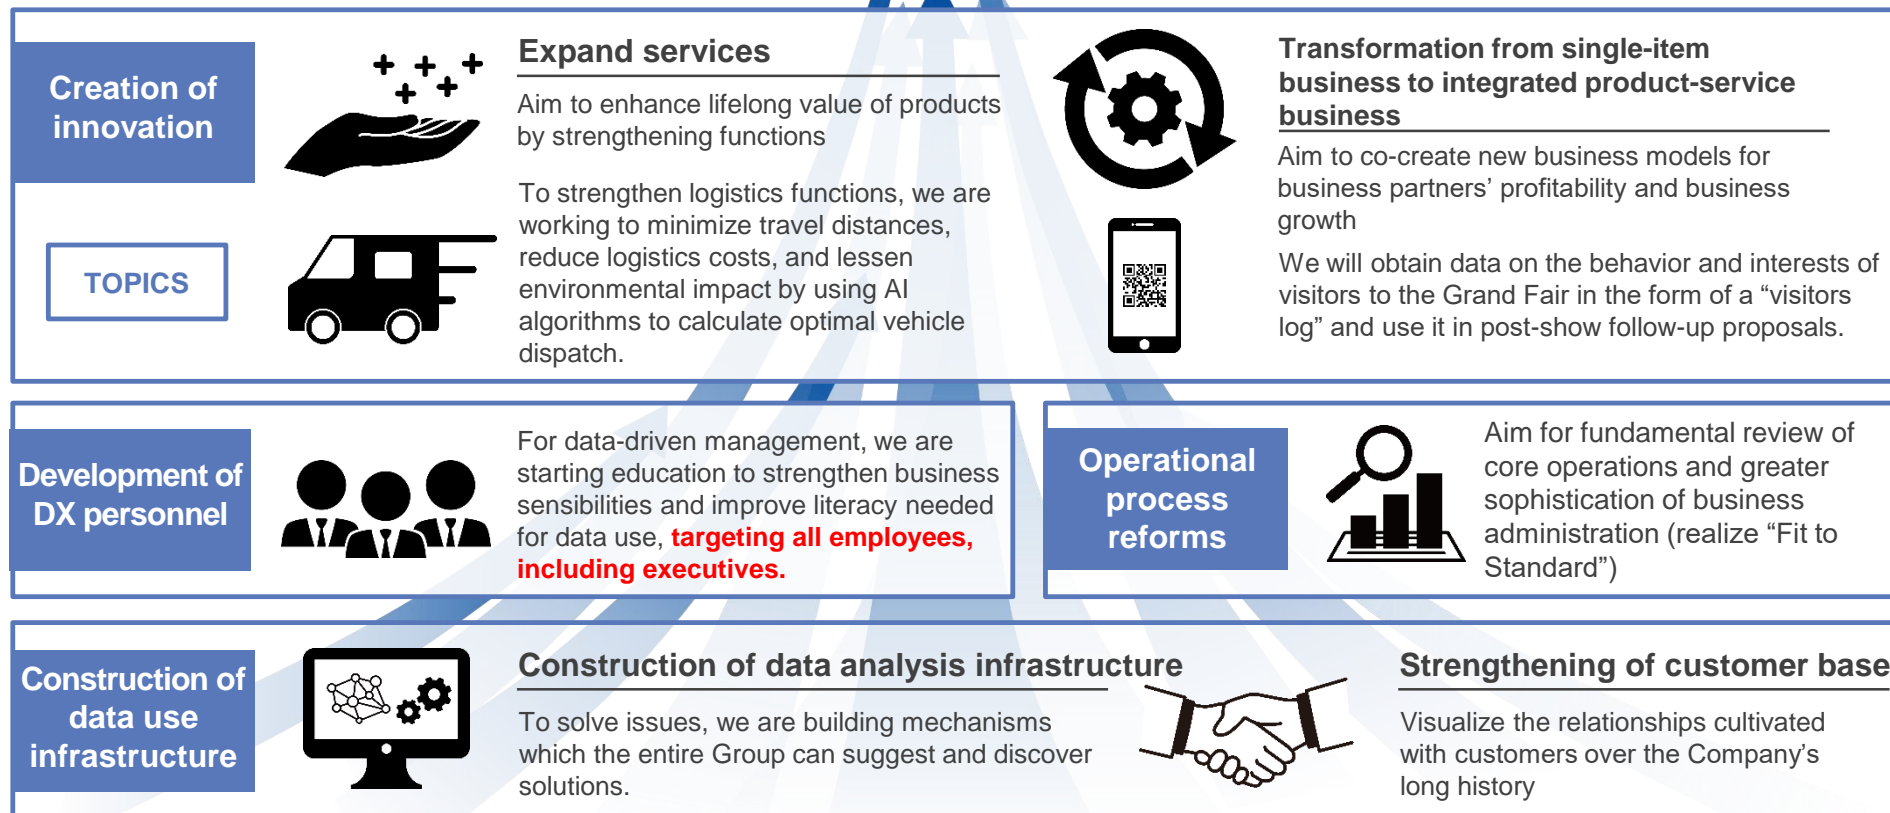 Creation of
innovation
Expand services
Aim to enhance lifelong value of products
by strengthening functions
Transformation from single-item
business to integrated product-service
business
Aim to co-create new business models for
business partners’ profitability and business
growth
TOPICS
To strengthen logistics functions, we are
working to minimize travel distances,
reduce logistics costs, and lessen
environmental impact by using AI
algorithms to calculate optimal vehicle
dispatch.
We will obtain data on the behavior and interests of
visitors to the Grand Fair in the form of a “visitors
log” and use it in post-show follow-up proposals.
Development of
DX personnel
For data-driven management, we are
starting education to strengthen business
sensibilities and improve literacy needed
for data use, targeting all employees,
including executives.
Operational
process
reforms
Aim for fundamental review of
core operations and greater
sophistication of business
administration (realize “Fit to
Standard”)
Construction of
data use
infrastructure
Construction of data analysis infrastructure
To solve issues, we are building mechanisms
which the entire Group can suggest and discover
solutions.
Strengthening of customer base
Visualize the relationships cultivated
with customers over the Company’s
long history